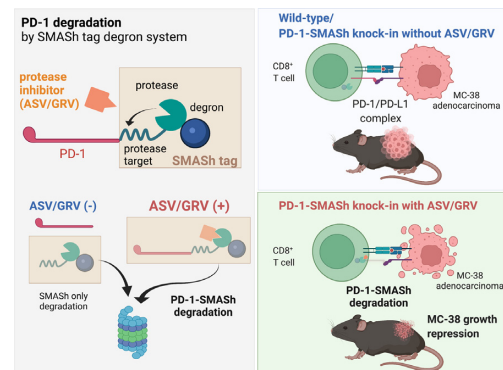 PD-1 degradation
by SMASh tag degron system
protease
inhibitor
(ASV/GRV)
protease
degron
PD-1
protease
target
SMASh tag
ASV/GRV (-)
ASV/GRV (+)
SMASh only
degradation
PD-1-SMASh
degradation
Wild-type/
PD-1-SMASh knock-in without ASV/GRV
CD8+
T cell
MC-38
adenocarcinoma
PD-1/PD-L1
complex
PD-1-SMASh knock-in with ASV/GRV
CD8+
T cell
MC-38
adenocarcinoma
PD-1-SMASh
degradation
MC-38 growth
repression